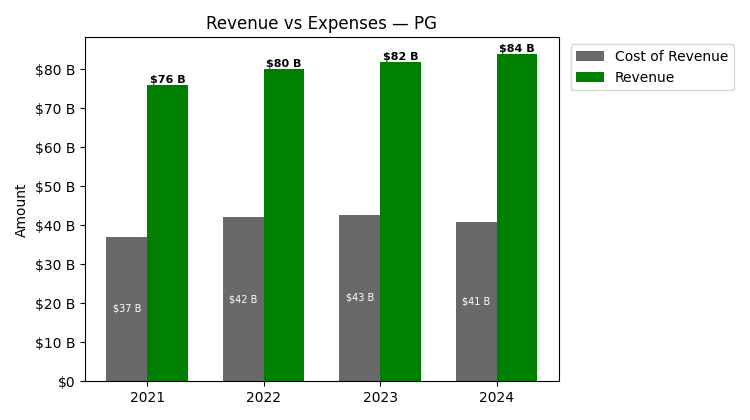 Revenue vs Expenses — PG
Cost of Revenue
Revenue
Amount
$80 B
$70 B
$60 B
$50 B
$40 B
$30 B
$20 B
$10 B
$0
$76 B
$80 B
$82 B
$84 B
$37 B
$42 B
$43 B
$41 B
2021
2022
2023
2024